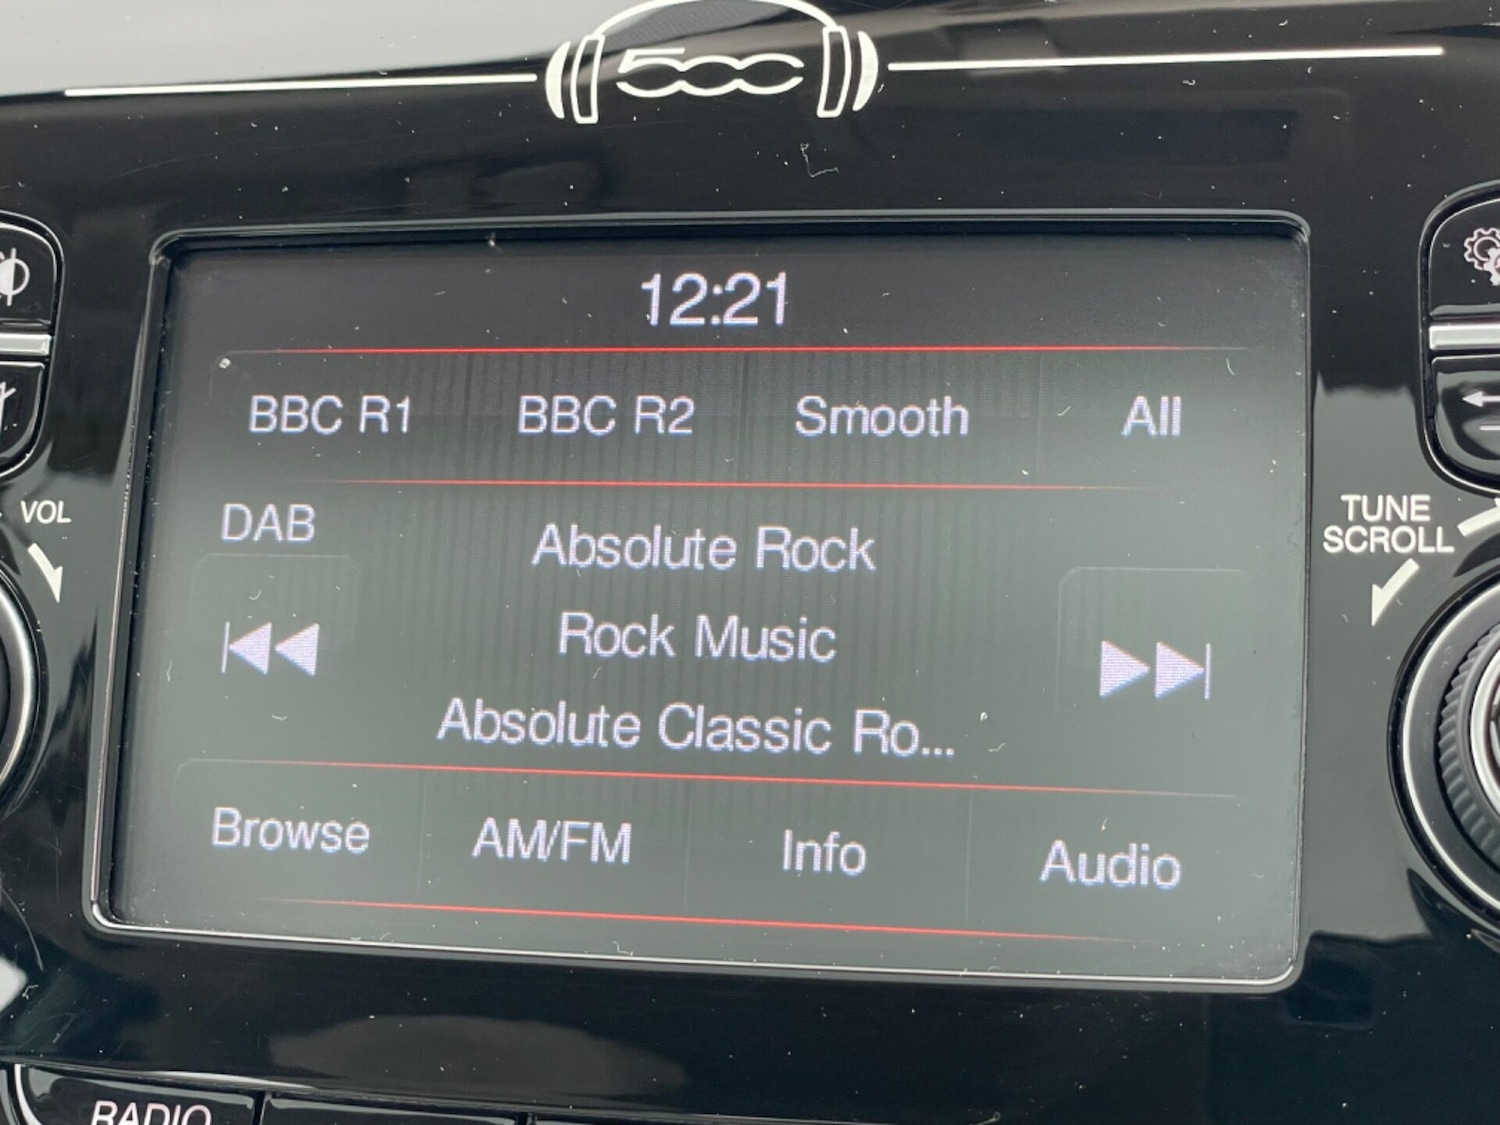 500
12:21
BBC R1 BBC R2 Smooth All
DAB
Absolute Rock
Rock Music
Absolute Classic Ro...
Browse AM/FM Info Audio
VOL
TUNE
SCROLL
RADIO